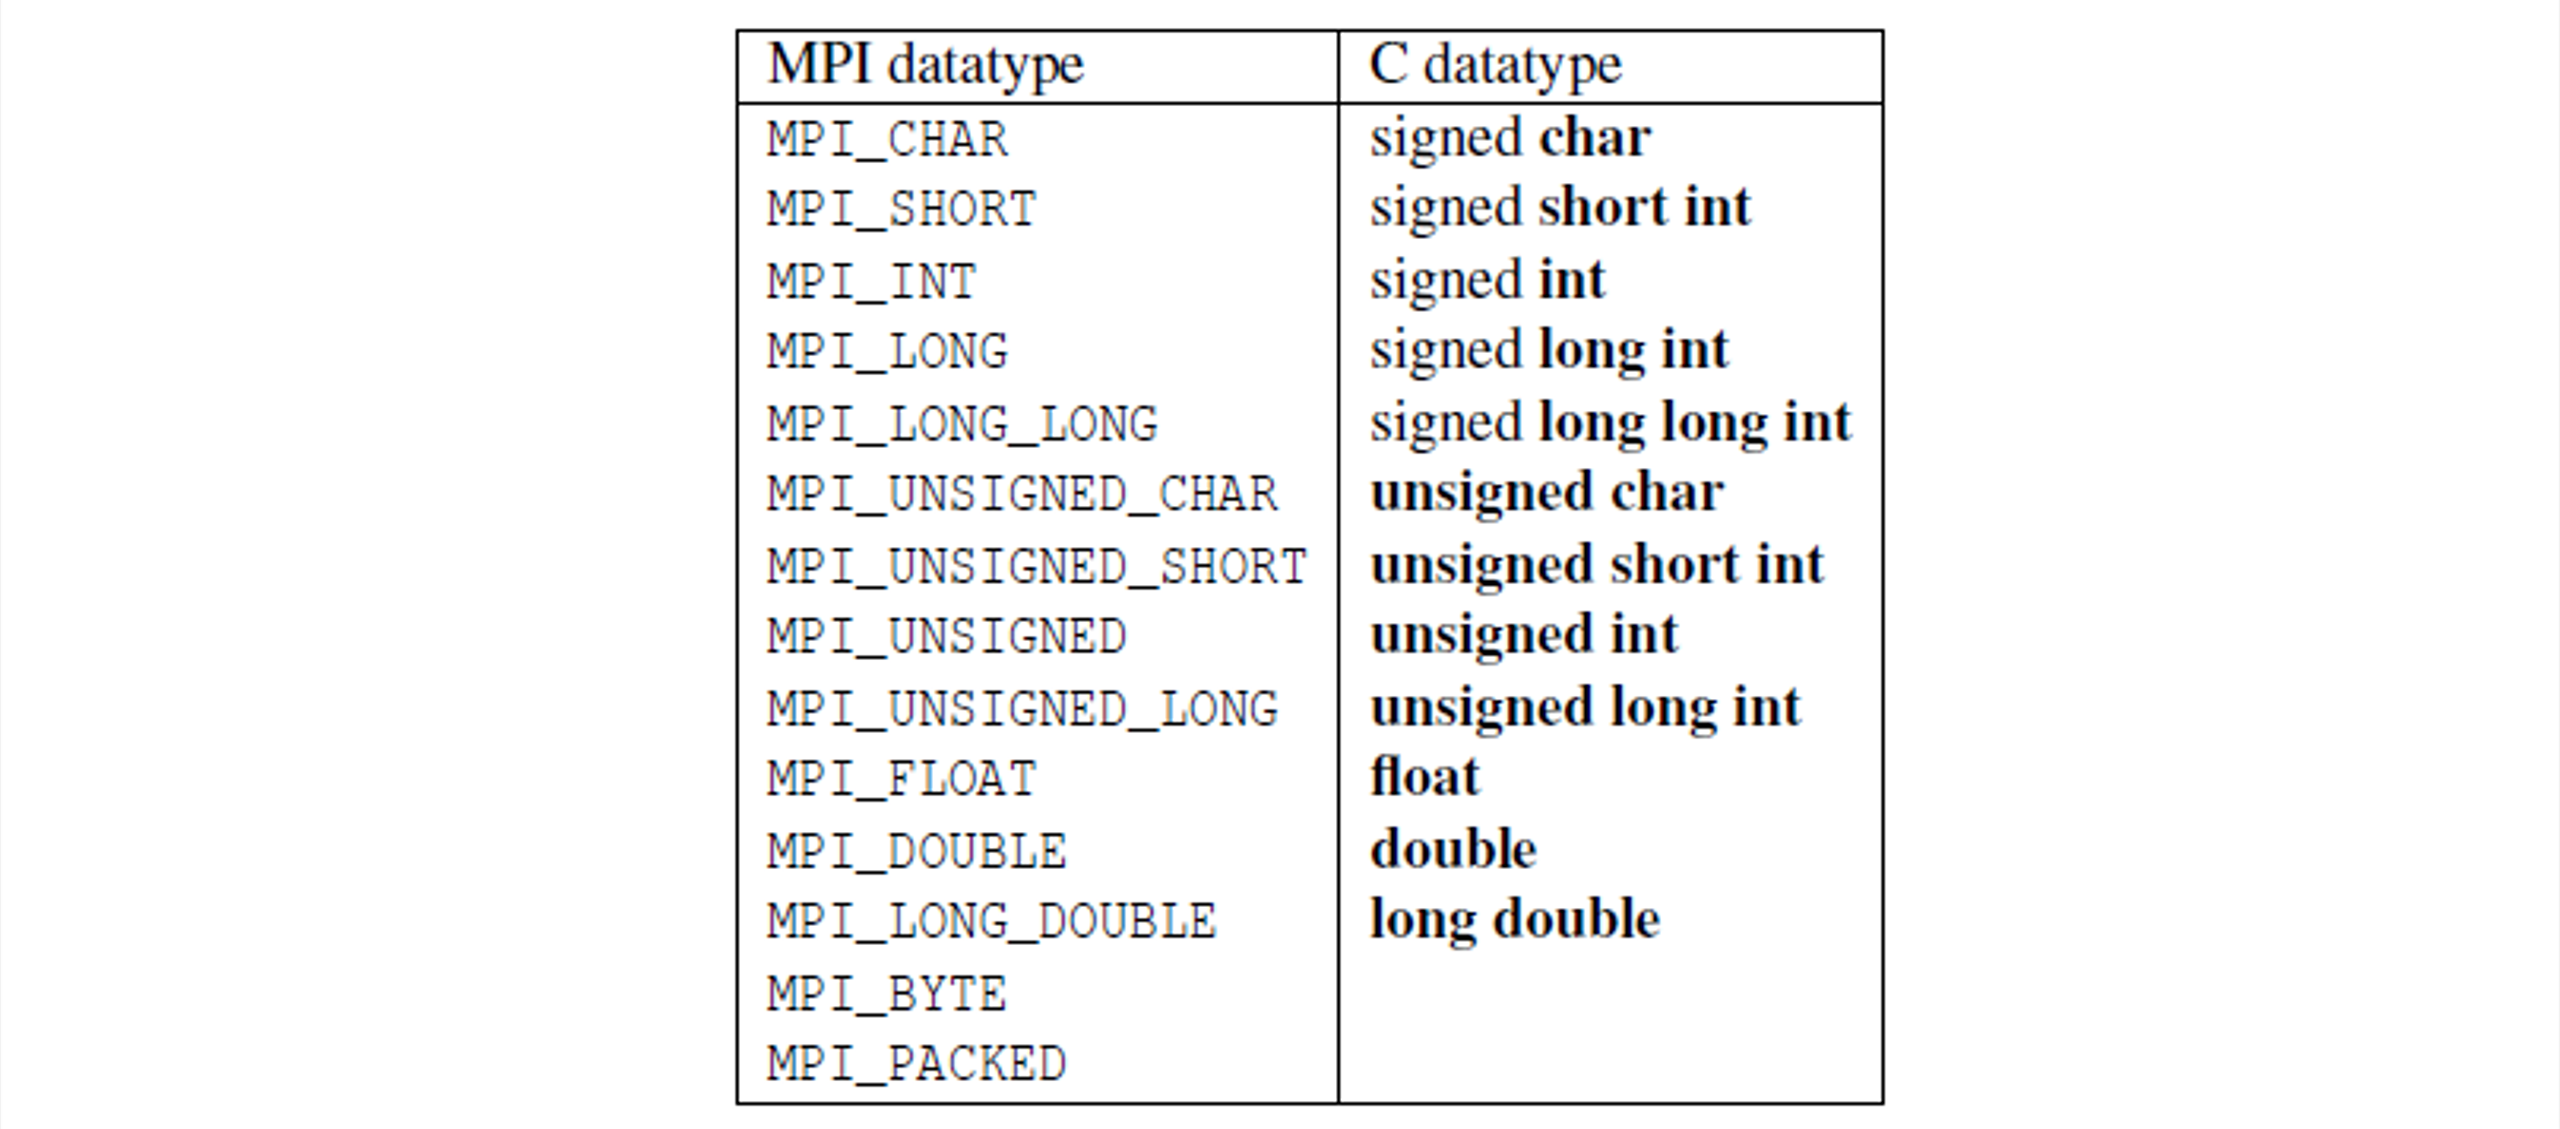 MPI datatype C datatype
MPI_CHAR signed char
MPI_SHORT signed short int
MPI_INT signed int
MPI_LONG signed long int
MPI_LONG_LONG signed long long int
MPI_UNSIGNED_CHAR unsigned char
MPI_UNSIGNED_SHORT unsigned short int
MPI_UNSIGNED unsigned int
MPI_UNSIGNED_LONG unsigned long int
MPI_FLOAT float
MPI_DOUBLE double
MPI_LONG_DOUBLE long double
MPI_BYTE
MPI_PACKED